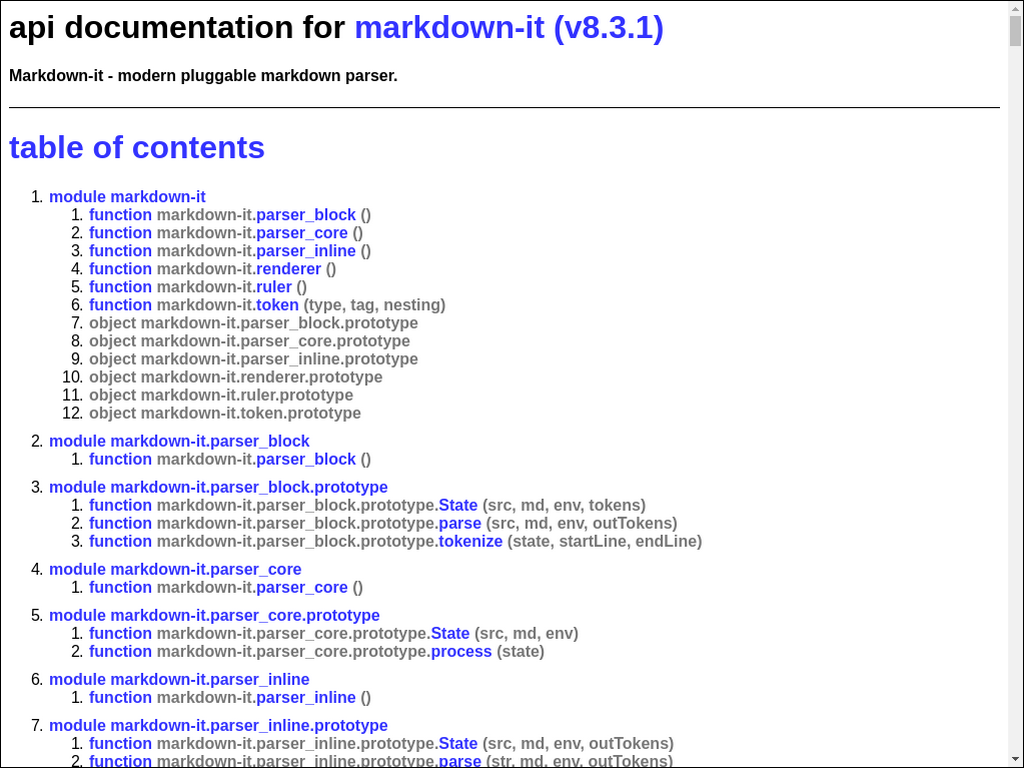 api documentation for markdown-it (v8.3.1)
Markdown-it - modern pluggable markdown parser.
table of contents
1. module markdown-it
1. function markdown-it.parser_block ()
2. function markdown-it.parser_core ()
3. function markdown-it.parser_inline ()
4. function markdown-it.renderer ()
5. function markdown-it.ruler ()
6. function markdown-it.token (type, tag, nesting)
7. object markdown-it.parser_block.prototype
8. object markdown-it.parser_core.prototype
9. object markdown-it.parser_inline.prototype
10. object markdown-it.renderer.prototype
11. object markdown-it.ruler.prototype
12. object markdown-it.token.prototype
2. module markdown-it.parser_block
1. function markdown-it.parser_block ()
3. module markdown-it.parser_block.prototype
1. function markdown-it.parser_block.prototype.State (src, md, env, tokens)
2. function markdown-it.parser_block.prototype.parse (src, md, env, outTokens)
3. function markdown-it.parser_block.prototype.tokenize (state, startLine, endLine)
4. module markdown-it.parser_core
1. function markdown-it.parser_core ()
5. module markdown-it.parser_core.prototype
1. function markdown-it.parser_core.prototype.State (src, md, env)
2. function markdown-it.parser_core.prototype.process (state)
6. module markdown-it.parser_inline
1. function markdown-it.parser_inline ()
7. module markdown-it.parser_inline.prototype
1. function markdown-it.parser_inline.prototype.State (src, md, env, outTokens)
2. function markdown-it.parser_inline.prototype.parse (str, md, env, outTokens)